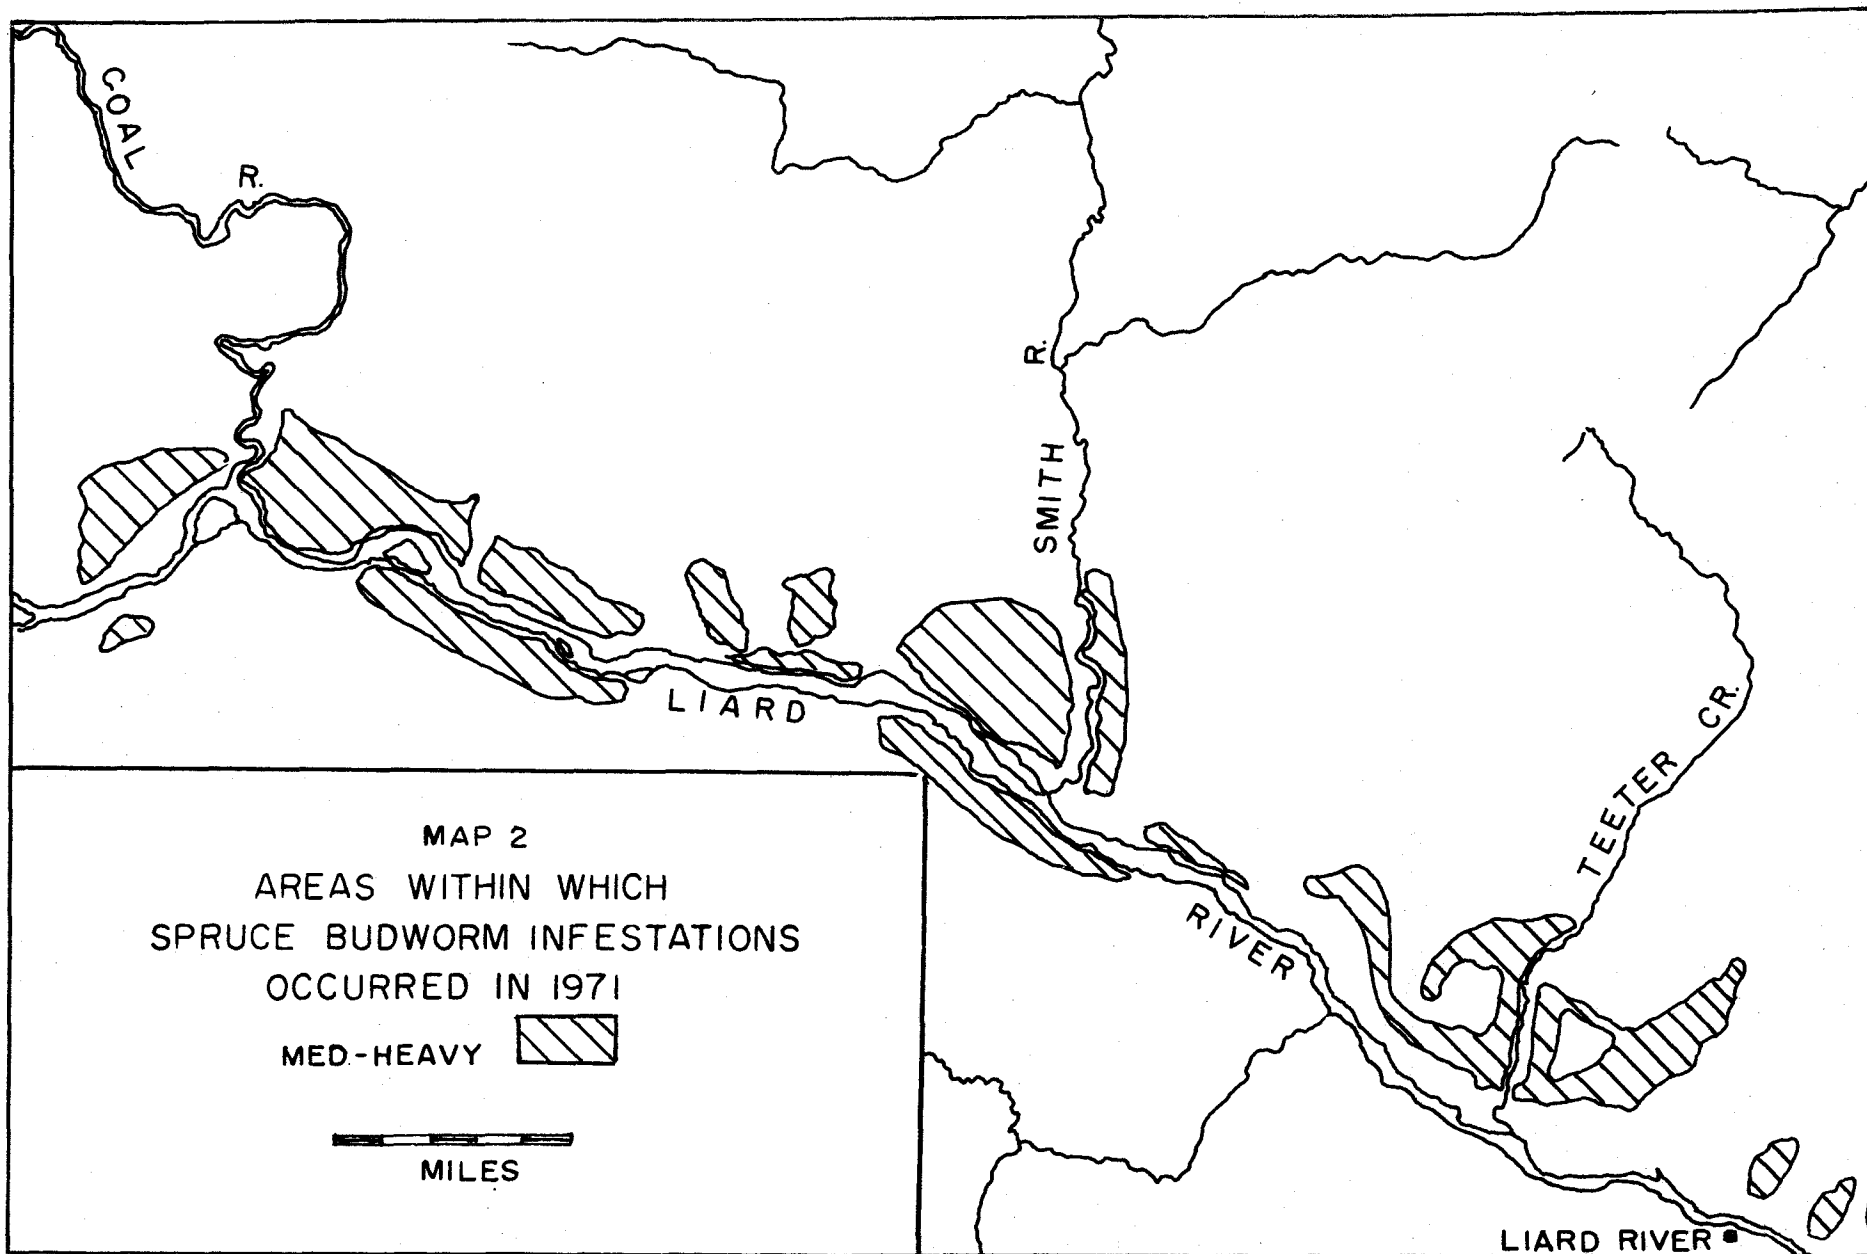 COAL
R.
R.
SMITH
LIARD
RIVER
TEETER CR.
MAP 2
AREAS WITHIN WHICH
SPRUCE BUDWORM INFESTATIONS
OCCURRED IN 1971
MED.-HEAVY
MILES
LIARD RIVER